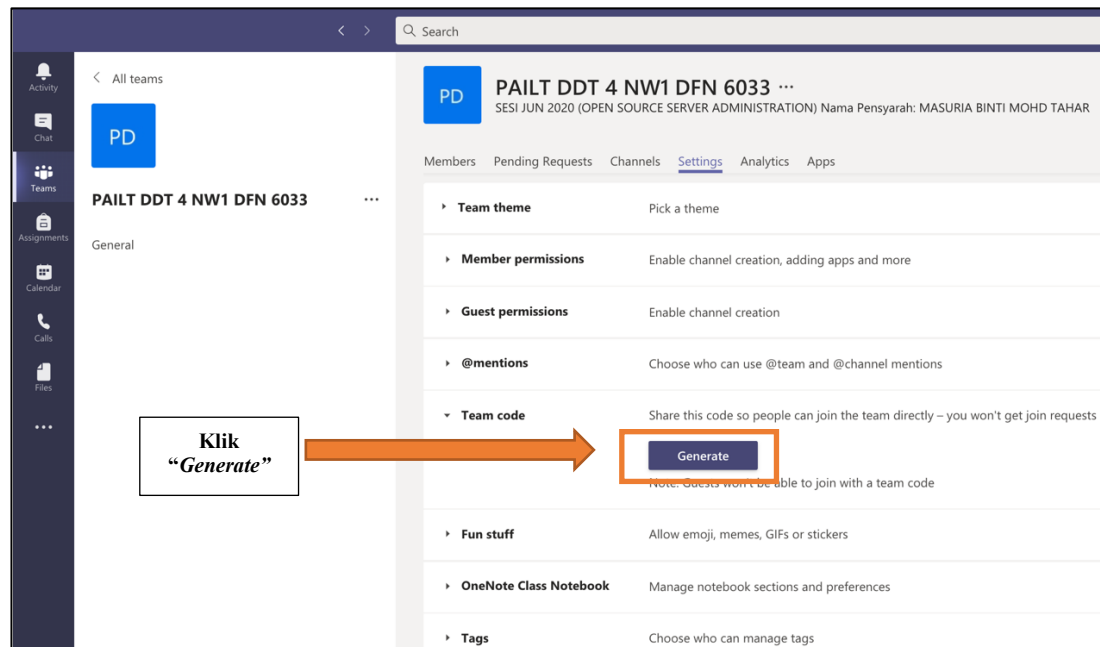 Search
Activity
Chat
Teams
Assignments
Calendar
Calls
Files
All teams
PD
PAILT DDT 4 NW1 DFN 6033 ...
General
PD
PAILT DDT 4 NW1 DFN 6033 ...
SESI JUN 2020 (OPEN SOURCE SERVER ADMINISTRATION) Nama Pensyarah: MASURIA BINTI MOHD TAHAR
Members Pending Requests Channels Settings Analytics Apps
Team theme Pick a theme
Member permissions Enable channel creation, adding apps and more
Guest permissions Enable channel creation
@mentions Choose who can use @team and @channel mentions
Team code Share this code so people can join the team directly – you won't get join requests
Klik
“Generate”
Generate
Note: Guests won't be able to join with a team code
Fun stuff Allow emoji, memes, GIFs or stickers
OneNote Class Notebook Manage notebook sections and preferences
Tags Choose who can manage tags